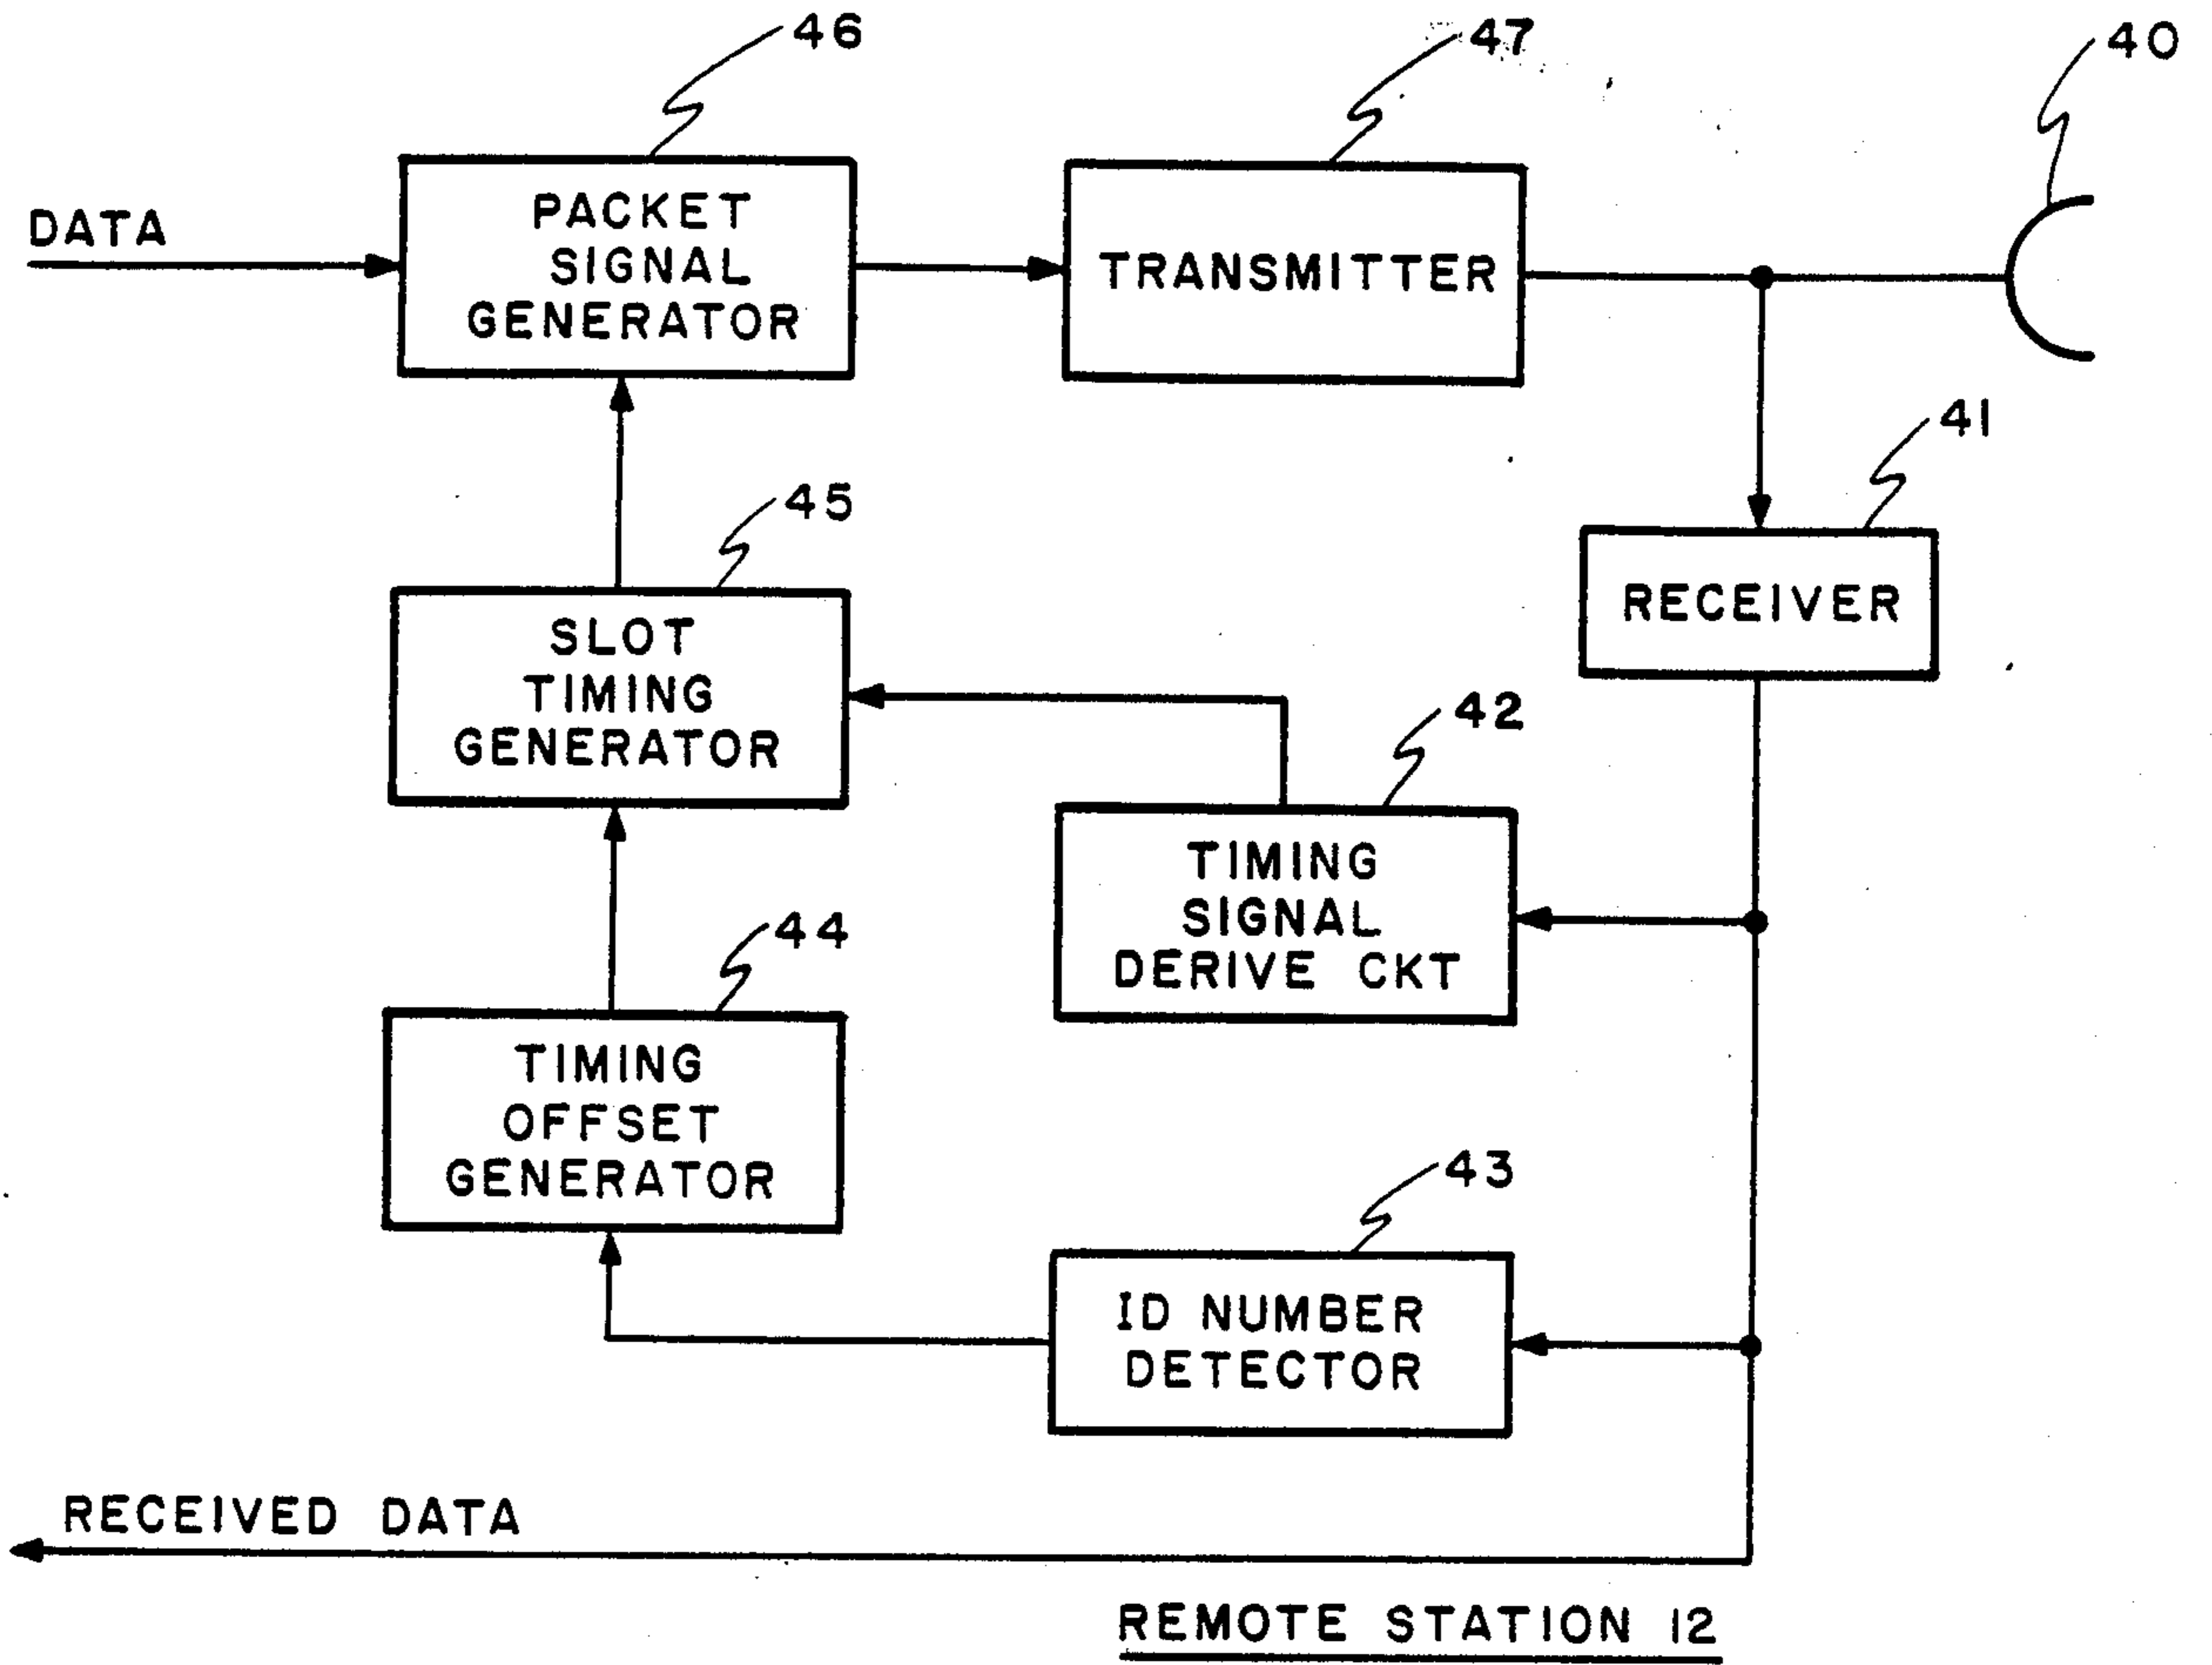 46
47
40
DATA
PACKET
SIGNAL
GENERATOR
TRANSMITTER
41
45
RECEIVER
SLOT
TIMING
GENERATOR
42
TIMING
SIGNAL
DERIVE CKT
44
TIMING
OFFSET
GENERATOR
43
ID NUMBER
DETECTOR
RECEIVED DATA
REMOTE STATION 12